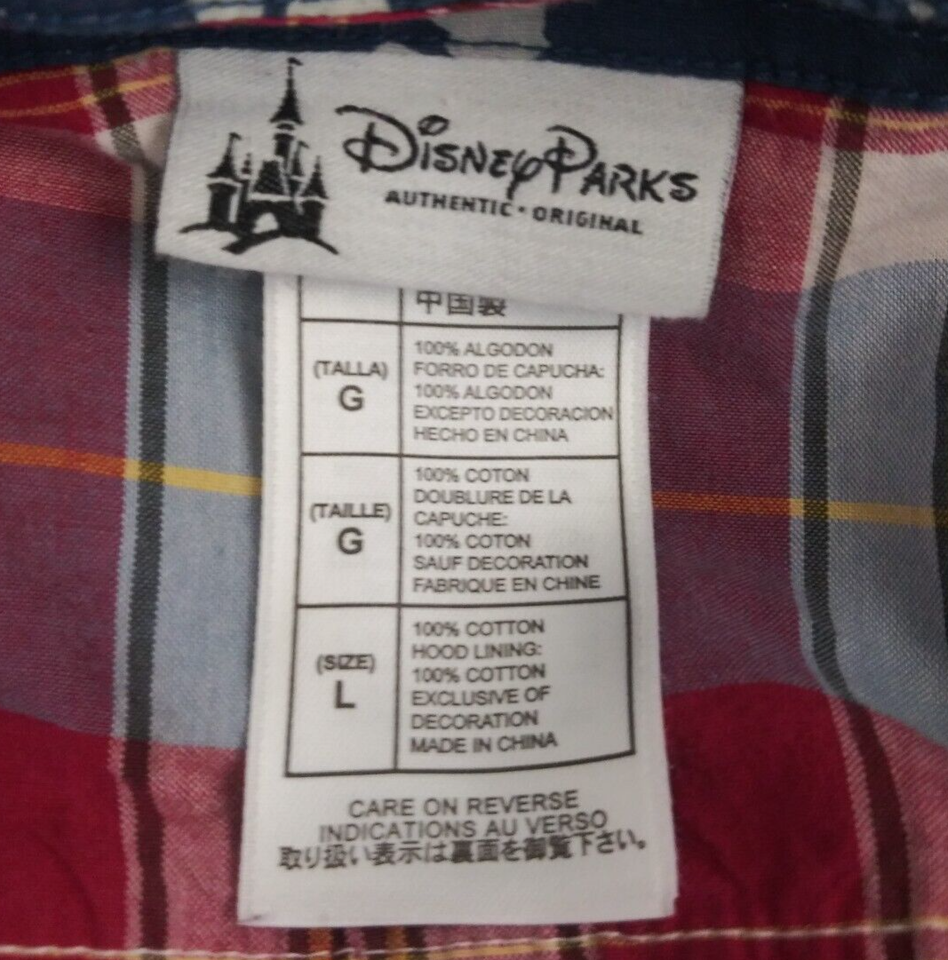 DISNEY PARKS
AUTHENTIC • ORIGINAL
中国製
(TALLA)
G
100% ALGODON
FORRO DE CAPUCHA:
100% ALGODON
EXCEPTO DECORACION
HECHO EN CHINA
(TAILLE)
G
100% COTON
DOUBLURE DE LA
CAPUCHE:
100% COTON
SAUF DECORATION
FABRIQUE EN CHINE
(SIZE)
L
100% COTTON
HOOD LINING:
100% COTTON
EXCLUSIVE OF
DECORATION
MADE IN CHINA
CARE ON REVERSE
INDICATIONS AU VERSO
取り扱い表示は裏面を御覧下さい。